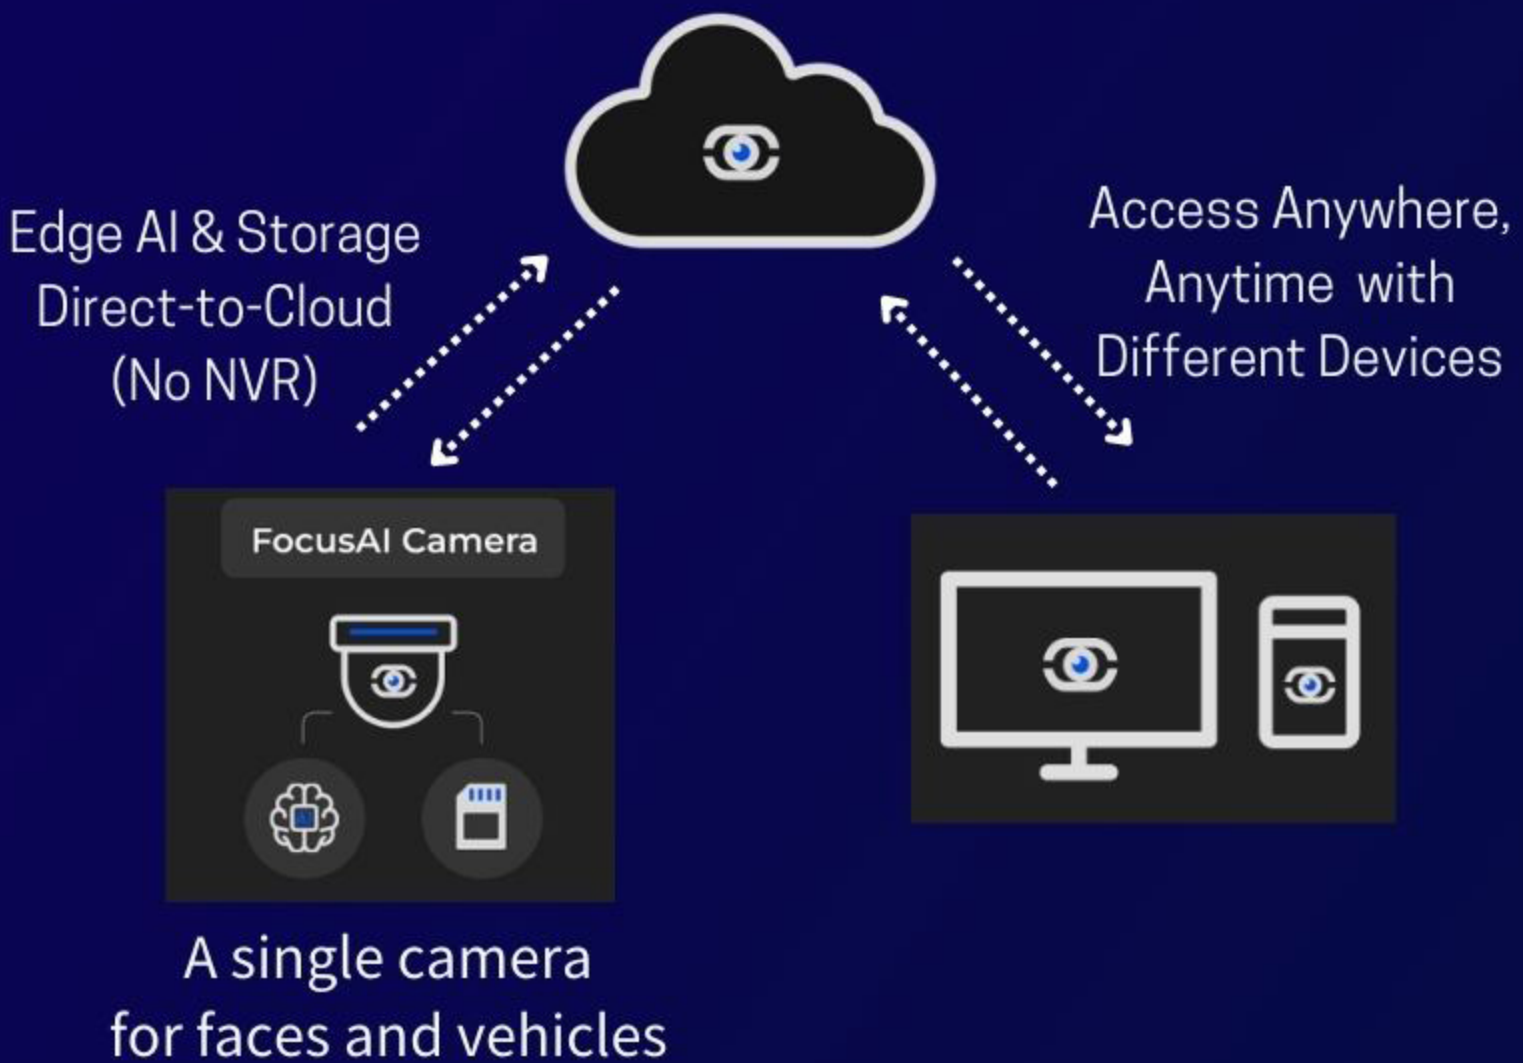 Edge AI & Storage
Direct-to-Cloud
(No NVR)
Access Anywhere,
Anytime with
Different Devices
FocusAI Camera
AI
A single camera
for faces and vehicles